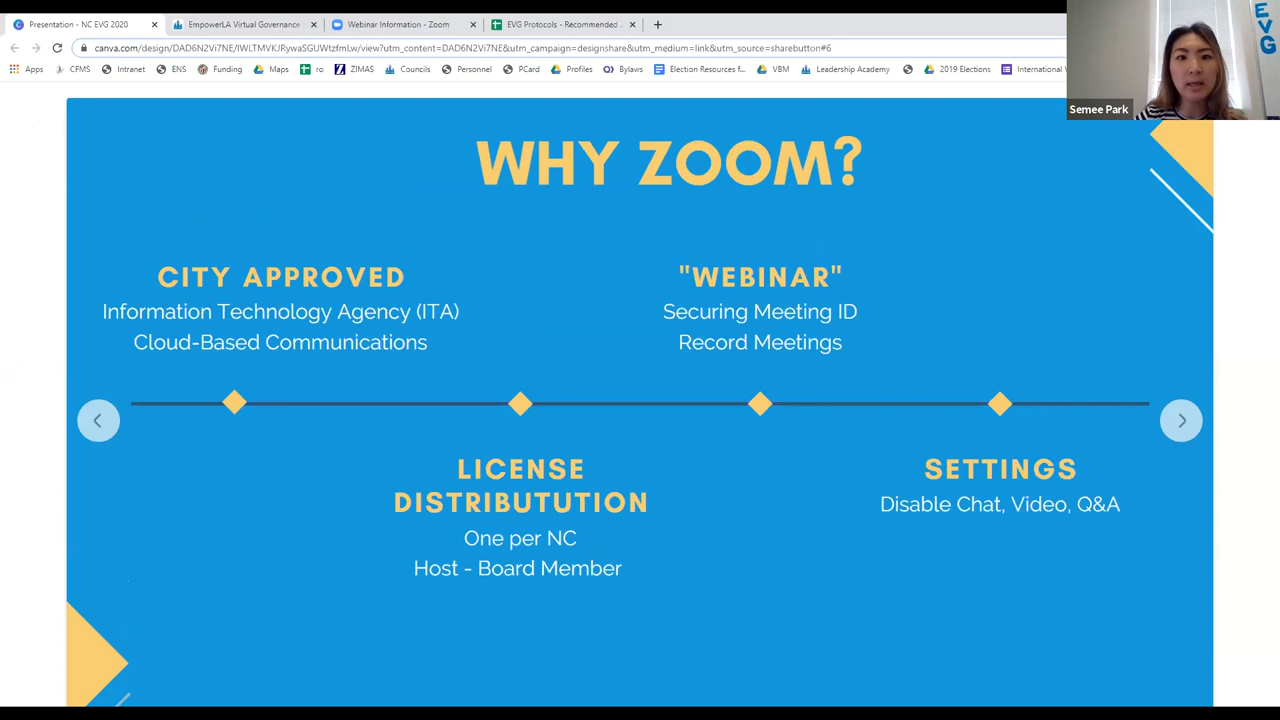 Presentation - NC EVG 2020
EmpowerLA Virtual Governance
Webinar Information - Zoom
EVG Protocols - Recommended
canva.com/design/DAD6N2Vi7NE/IWLTMVKJRywaSGUWtzfmLw/view?utm_content=DAD6N2Vi7NE&utm_campaign=designshare&utm_medium=link&utm_source=sharebutton#6
Apps CFMS Intranet ENS Funding Maps ro ZIMAS Councils Personnel PCard Profiles Bylaws Election Resources f... VBM Leadership Academy 2019 Elections International
EVG
Semee Park
WHY ZOOM?
CITY APPROVED
Information Technology Agency (ITA)
Cloud-Based Communications
"WEBINAR"
Securing Meeting ID
Record Meetings
LICENSE
DISTRIBUTUTION
One per NC
Host - Board Member
SETTINGS
Disable Chat, Video, Q&A